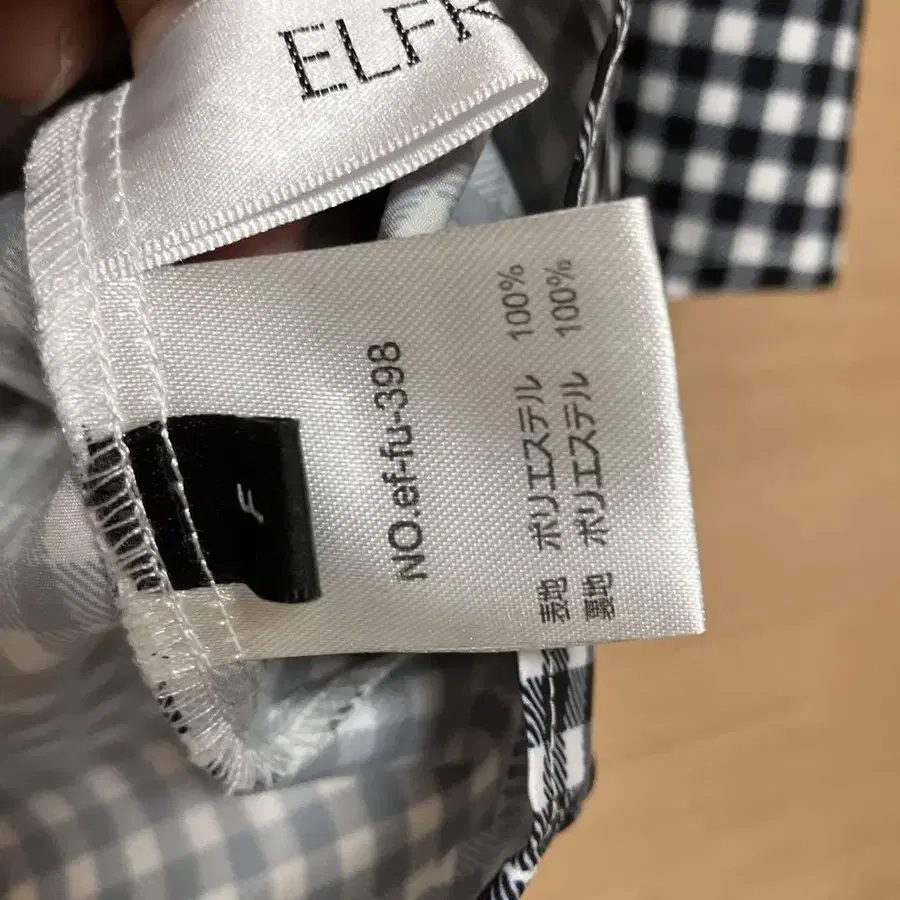 ELFR
F
NO.ef-fu-398
表地 ポリエステル 100%
裏地 ポリエステル 100%